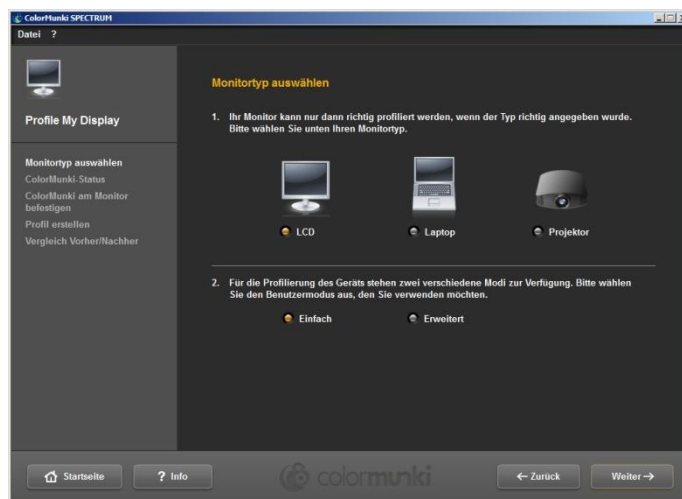 ColorMunki SPECTRUM
Datei ?
Profile My Display
Monitortyp auswählen
ColorMunki-Status
ColorMunki am Monitor
befestigen
Profil erstellen
Vergleich Vorher/Nachher
Monitortyp auswählen
1. Ihr Monitor kann nur dann richtig profiliert werden, wenn der Typ richtig angegeben wurde.
Bitte wählen Sie unten Ihren Monitortyp.
LCD
Laptop
Projektor
2. Für die Profilierung des Geräts stehen zwei verschiedene Modi zur Verfügung. Bitte wählen
Sie den Benutzermodus aus, den Sie verwenden möchten.
Einfach
Erweitert
Startseite
? Info
colormunki
← Zurück
Weiter →